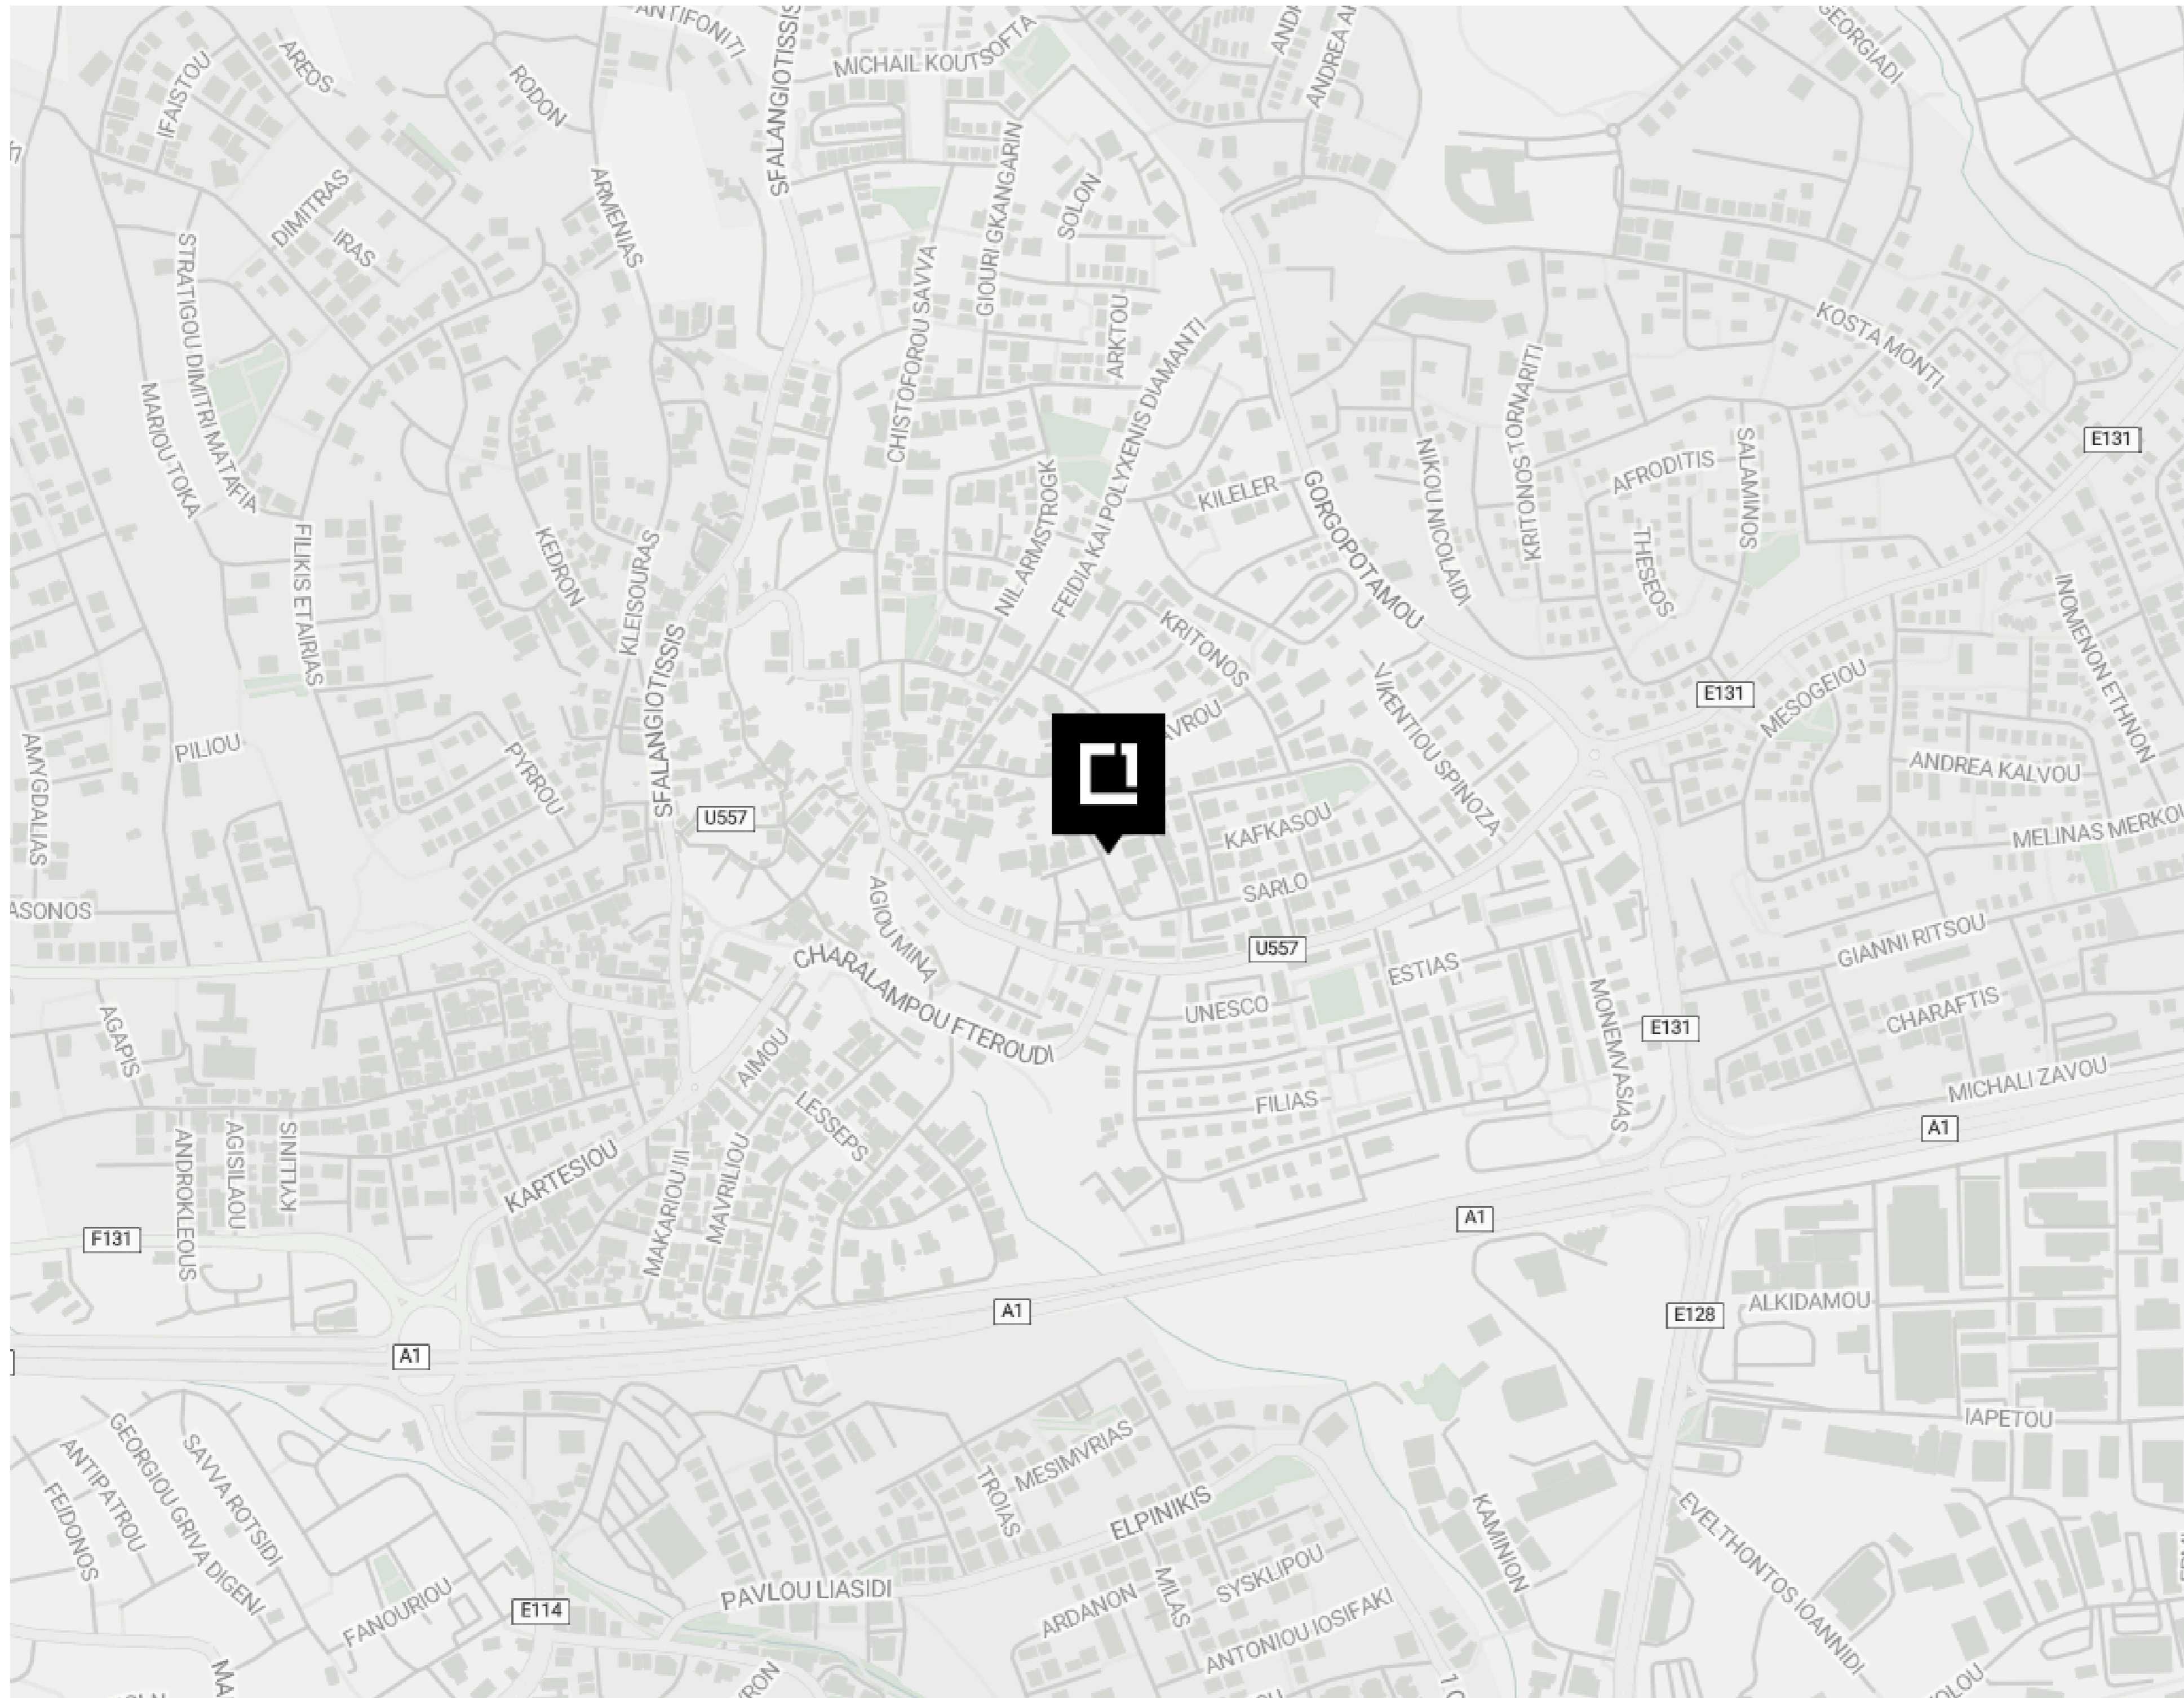 ANTIFONITI
SFALANGIOTISSIS
MICHAIL KOUTSOFTA
GEORGIADI
AREOS
IFAISTOU
RODON
GIOURI GKANGARIN
SOLON
DIMITRAS
IRAS
ARMENIAS
STRATIGOU DIMITRI MATAFIA
CHISTOFOROU SAVVA
ARKTOU
KOSTA MONTI
FEIDIA KAI POLYXENIS DIAMANTI
KRITONOS TORNARITI
MARIOU TOKA
E131
NIKOU NICOLAIDI
AFRODITIS
SALAMINOS
NIL ARMSTROGK
KILELER
GORGOPOTAMOU
FILIKIS ETAIRIAS
KEDRON
KLEISOURAS
THESEOS
INOMENON ETHNON
KRITONOS
SFALANGIOTISSIS
VIKENTIOU SPINOZA
E131
MESOGEIOU
AMYGDALIAS
PILIOU
PYRROU
AVROU
ANDREA KALVOU
U557
KAFKASOU
MELINAS MERKOU
SARLO
ASONOS
AGIOU MINA
CHARALAMPOU FTEROUDI
U557
GIANNI RITSOU
ESTIAS
UNESCO
MONEMVASIAS
CHARAFTIS
AGAPIS
E131
AIMOU
MICHALI ZAVOU
LESSEPS
FILIAS
A1
ANDROKLEOUS
AGISILAOU
KYLLINIS
KARTESIOU
MAKARIOU III
MAVRILIOU
A1
F131
A1
ALKIDAMOU
E128
A1
IAPETOU
GEORGIOU GRIVA DIGENI
SAVVA ROTSIDI
ANTIPATROU
FEIDONOS
MESIMVRIAS
TROIAS
ELPINIKIS
KAMINION
EVELTHONTOS IOANNIDI
FANOURIOU
E114
PAVLOU LIASIDI
SYSKLIPOU
MILAS
ARDANON
ANTONIOU IOSIFAKI